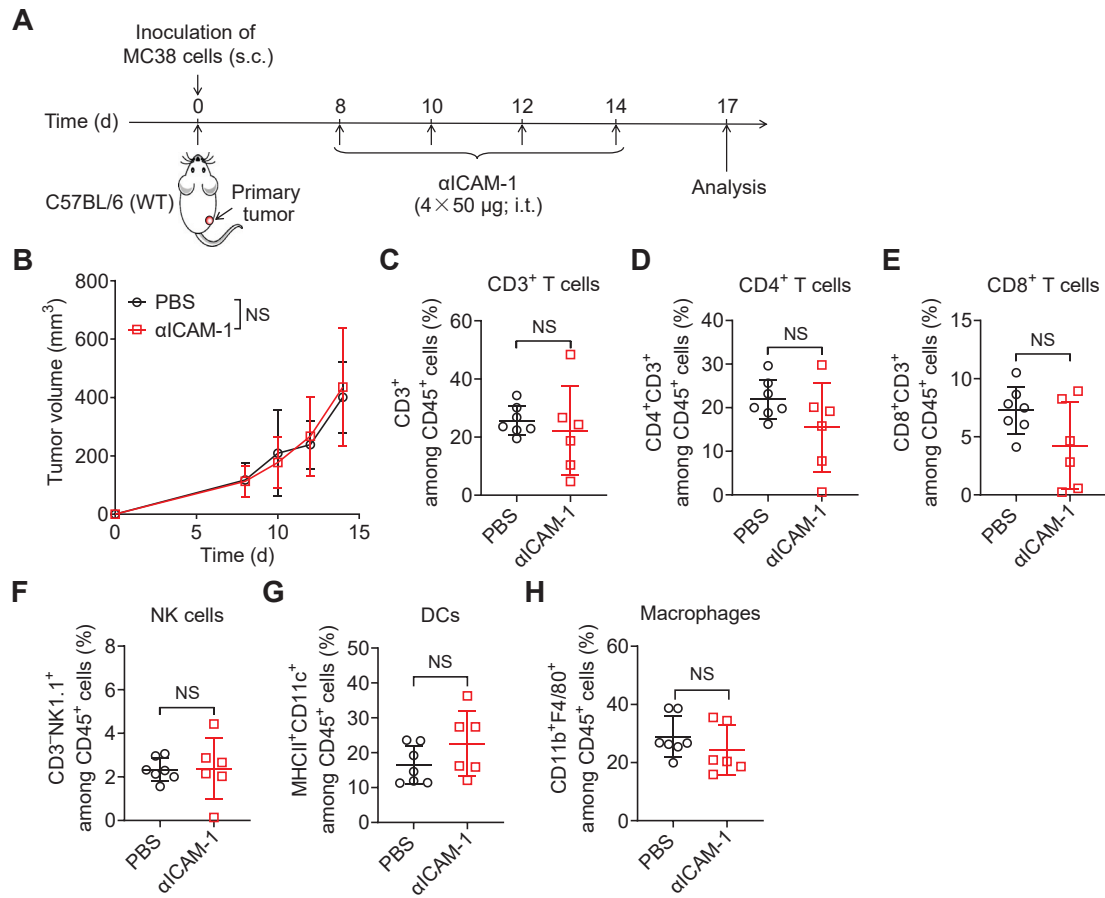 A
Inoculation of
MC38 cells (s.c.)
0 8 10 12 14 17
Time (d)
C57BL/6 (WT)
Primary
tumor
αICAM-1
(4×50 µg; i.t.)
Analysis
B
800
600
400
200
0
0 5 10 15
Tumor volume (mm³)
Time (d)
PBS
αICAM-1
NS
C
CD3⁺ T cells
CD3⁺
among CD45⁺ cells (%)
60
40
20
0
NS
PBS
αICAM-1
D
CD4⁺ T cells
CD4⁺CD3⁺
among CD45⁺ cells (%)
40
30
20
10
0
NS
PBS
αICAM-1
E
CD8⁺ T cells
CD8⁺CD3⁺
among CD45⁺ cells (%)
15
10
5
0
NS
PBS
αICAM-1
F
NK cells
CD3⁻NK1.1⁺
among CD45⁺ cells (%)
8
6
4
2
0
NS
PBS
αICAM-1
G
DCs
MHCII⁺CD11c⁺
among CD45⁺ cells (%)
50
40
30
20
10
0
NS
PBS
αICAM-1
H
Macrophages
CD11b⁺F4/80⁺
among CD45⁺ cells (%)
60
40
20
0
NS
PBS
αICAM-1